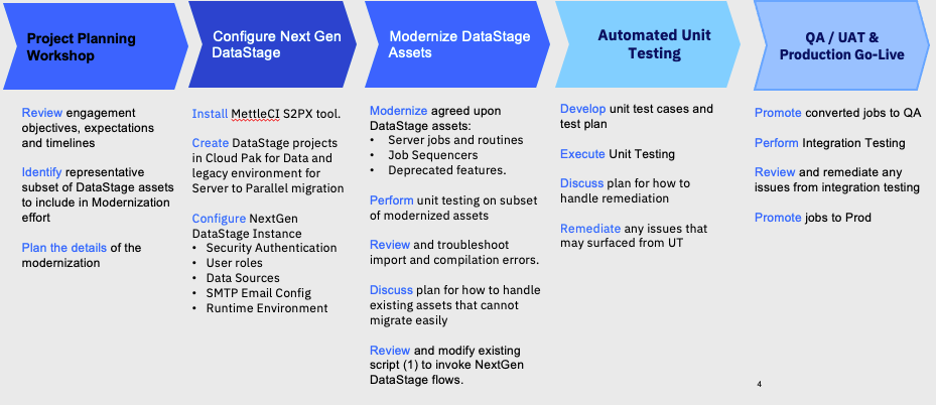 Project Planning
Workshop
Review engagement
objectives, expectations
and timelines
Identify representative
subset of DataStage assets
to include in Modernization
effort
Plan the details of the
modernization
Configure Next Gen
DataStage
Install MettleCI S2PX tool.
Create DataStage projects
in Cloud Pak for Data and
legacy environment for
Server to Parallel migration
Configure NextGen
DataStage Instance
• Security Authentication
• User roles
• Data Sources
• SMTP Email Config
• Runtime Environment
Modernize DataStage
Assets
Modernize agreed upon
DataStage assets:
• Server jobs and routines
• Job Sequencers
• Deprecated features.
Perform unit testing on subset
of modernized assets
Review and troubleshoot
import and compilation errors.
Discuss plan for how to handle
existing assets that cannot
migrate easily
Review and modify existing
script (1) to invoke NextGen
DataStage flows.
Automated Unit
Testing
Develop unit test cases and
test plan
Execute Unit Testing
Discuss plan for how to
handle remediation
Remediate any issues that
may surfaced from UT
QA / UAT &
Production Go-Live
Promote converted jobs to QA
Perform Integration Testing
Review and remediate any
issues from integration testing
Promote jobs to Prod
4